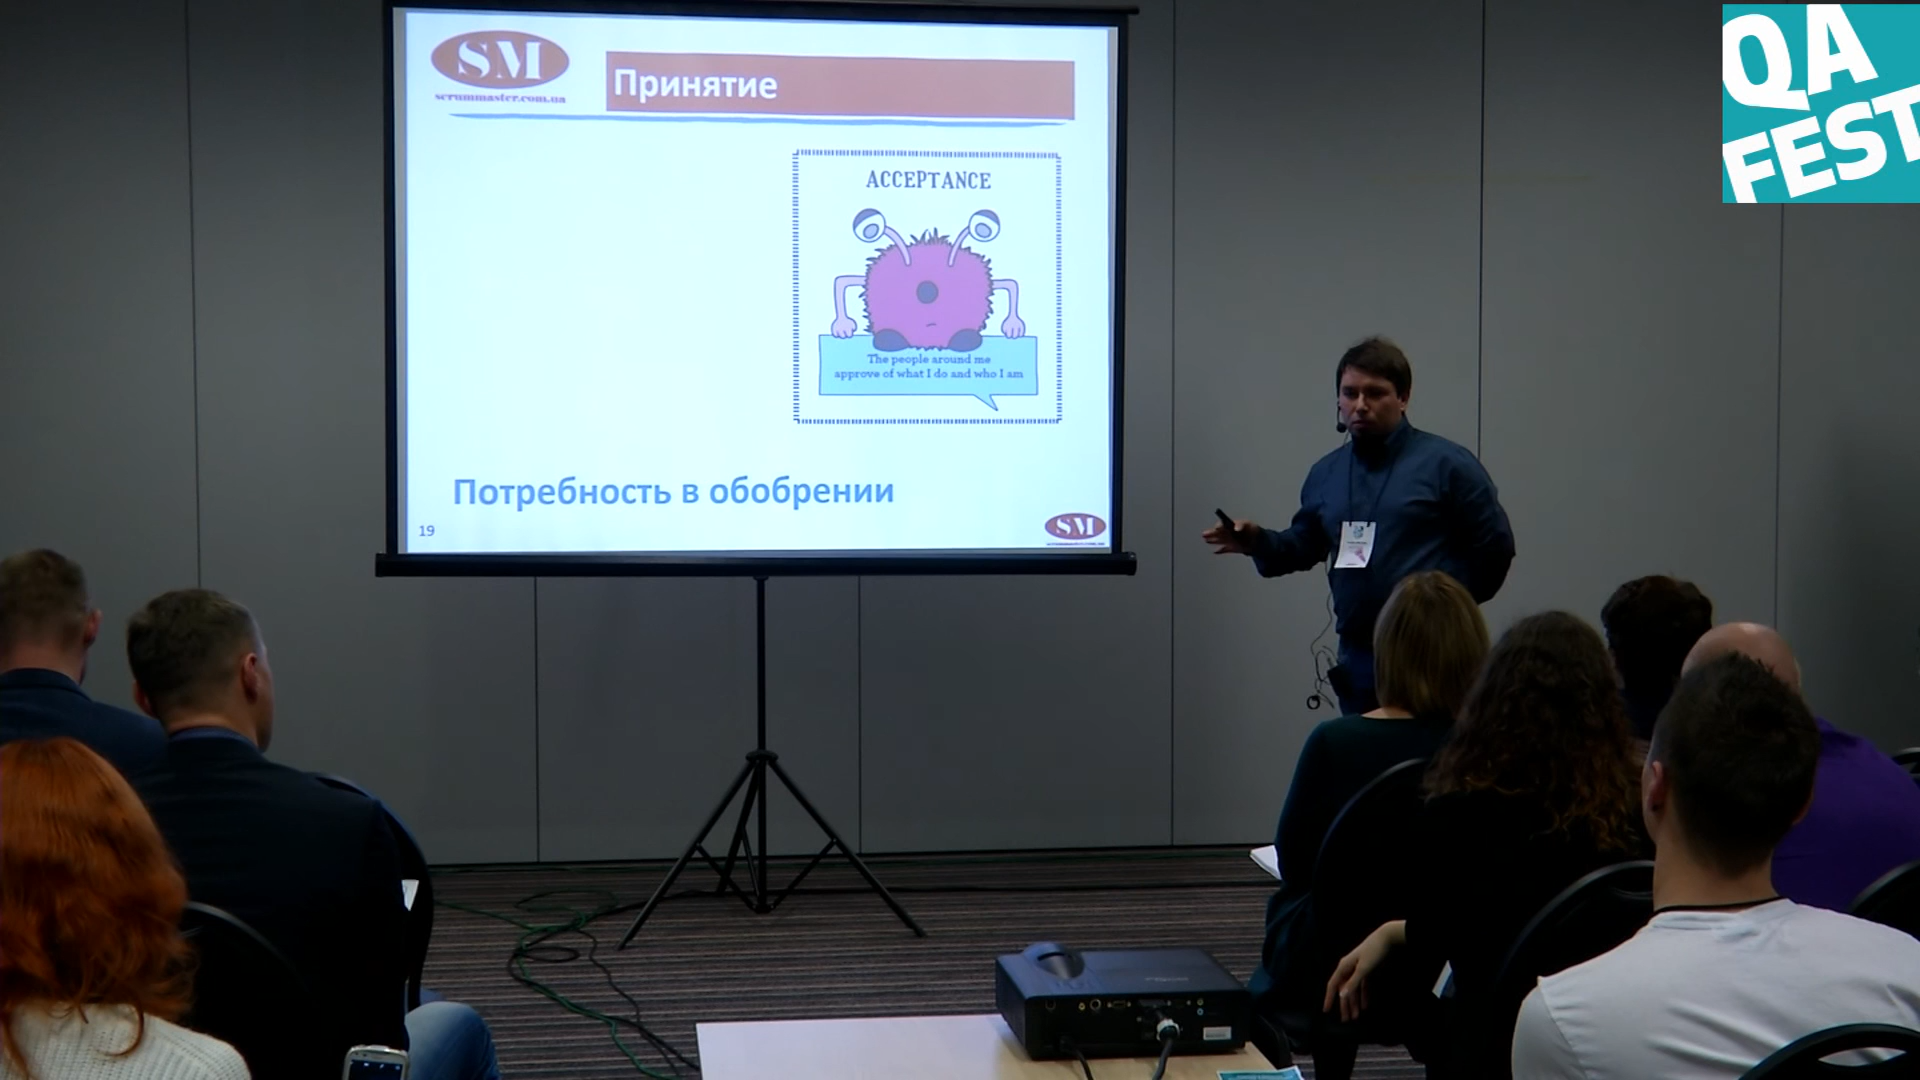 SM
scrummaster.com.ua
Принятие
ACCEPTANCE
The people around me
approve of what I do and who I am
Потребность в обобрении
19
SM
QA
FEST